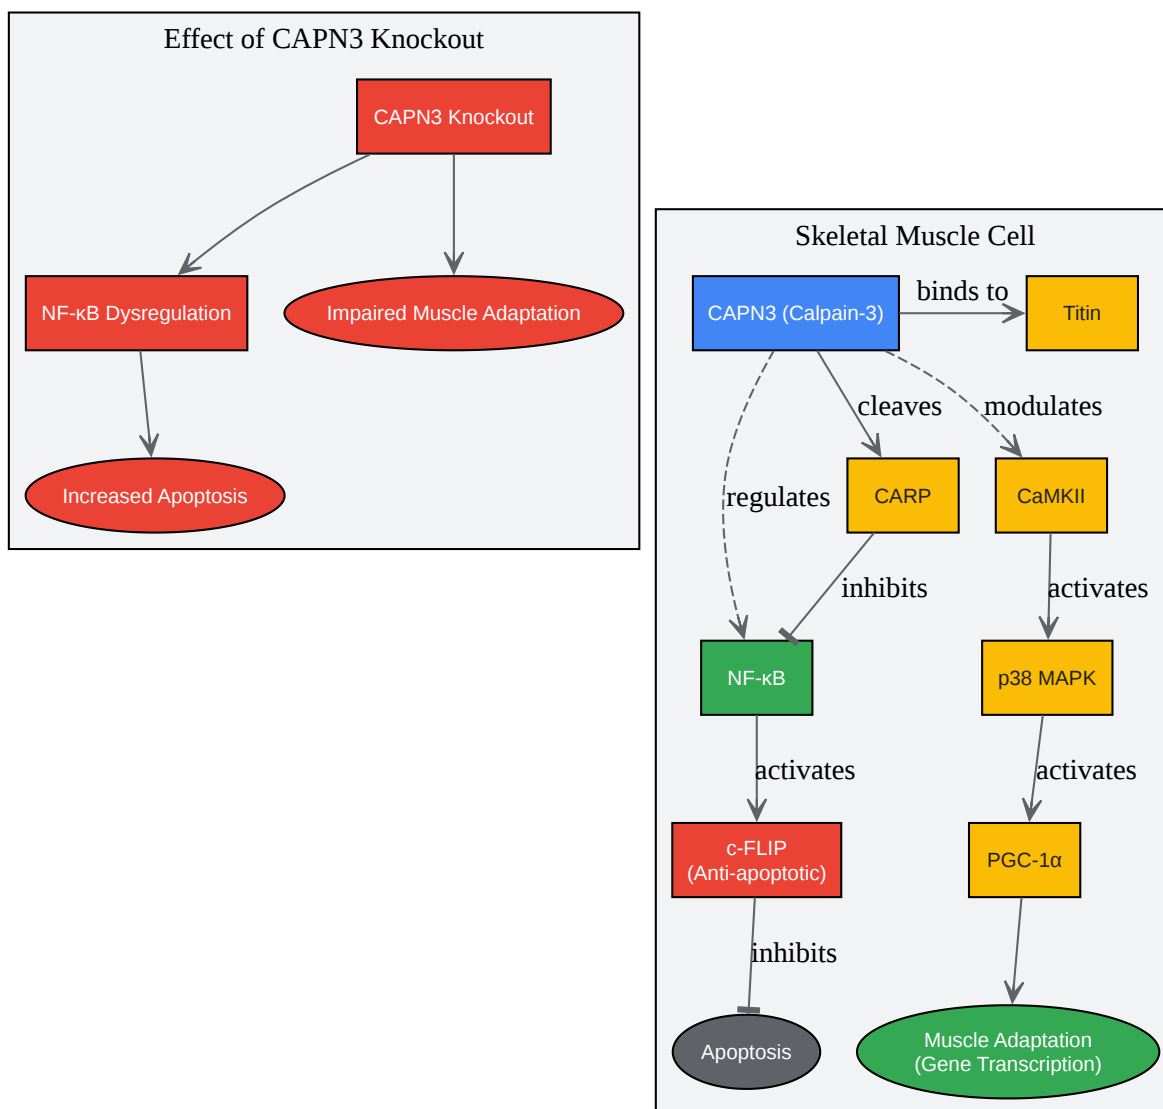 Effect of CAPN3 Knockout
CAPN3 Knockout
NF-κB Dysregulation
Impaired Muscle Adaptation
Increased Apoptosis
Skeletal Muscle Cell
CAPN3 (Calpain-3)
binds to
Titin
cleaves
modulates
regulates
CARP
CaMKII
inhibits
activates
NF-κB
p38 MAPK
activates
activates
c-FLIP
(Anti-apoptotic)
PGC-1α
inhibits
Apoptosis
Muscle Adaptation
(Gene Transcription)